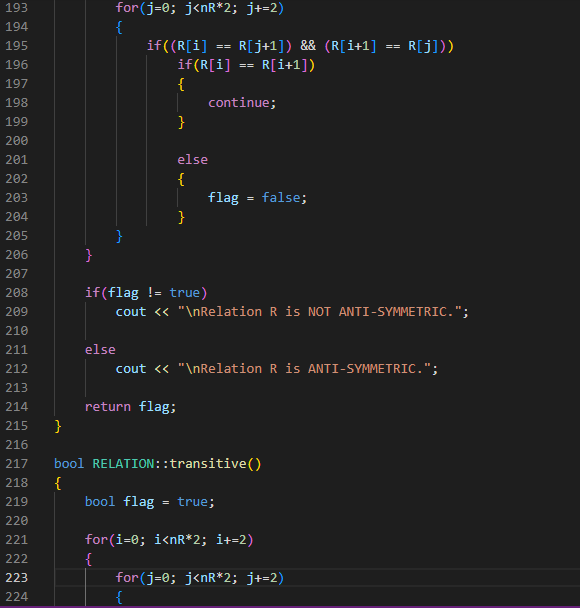 193 for(j=0; j<nR*2; j+=2)
194 {
195 if((R[i] == R[j+1]) && (R[i+1] == R[j]))
196 if(R[i] == R[i+1])
197 {
198 continue;
199 }
200
201 else
202 {
203 flag = false;
204 }
205 }
206 }
207
208 if(flag != true)
209 cout << "\nRelation R is NOT ANTI-SYMMETRIC.";
210
211 else
212 cout << "\nRelation R is ANTI-SYMMETRIC.";
213
214 return flag;
215 }
216
217 bool RELATION::transitive()
218 {
219 bool flag = true;
220
221 for(i=0; i<nR*2; i+=2)
222 {
223 for(j=0; j<nR*2; j+=2)
224 {